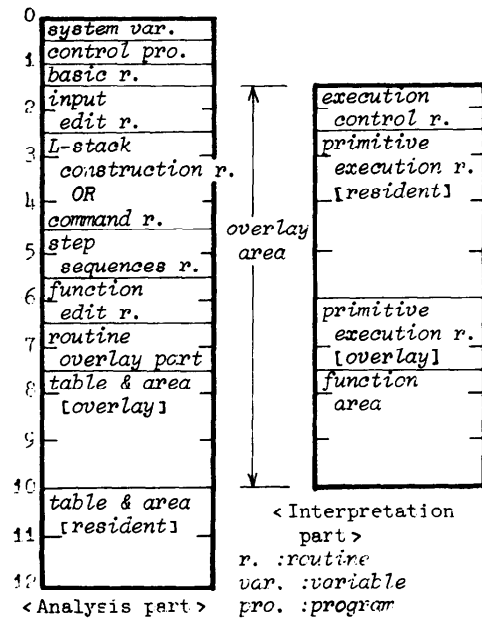 0
system var.
control pro.
1
basic r.
input
2
edit r.
L-stack
3
construction r.
OR
4
command r.
step
5
sequences r.
function
6
edit r.
routine
7
overlay part
table & area
8
[overlay]
9
10
table & area
[resident]
11
12
<Analysis part>
overlay
area
execution
control r.
primitive
execution r.
[resident]
primitive
execution r.
[overlay]
function
area
<Interpretation
part>
r. :routine
var. :variable
pro. :program